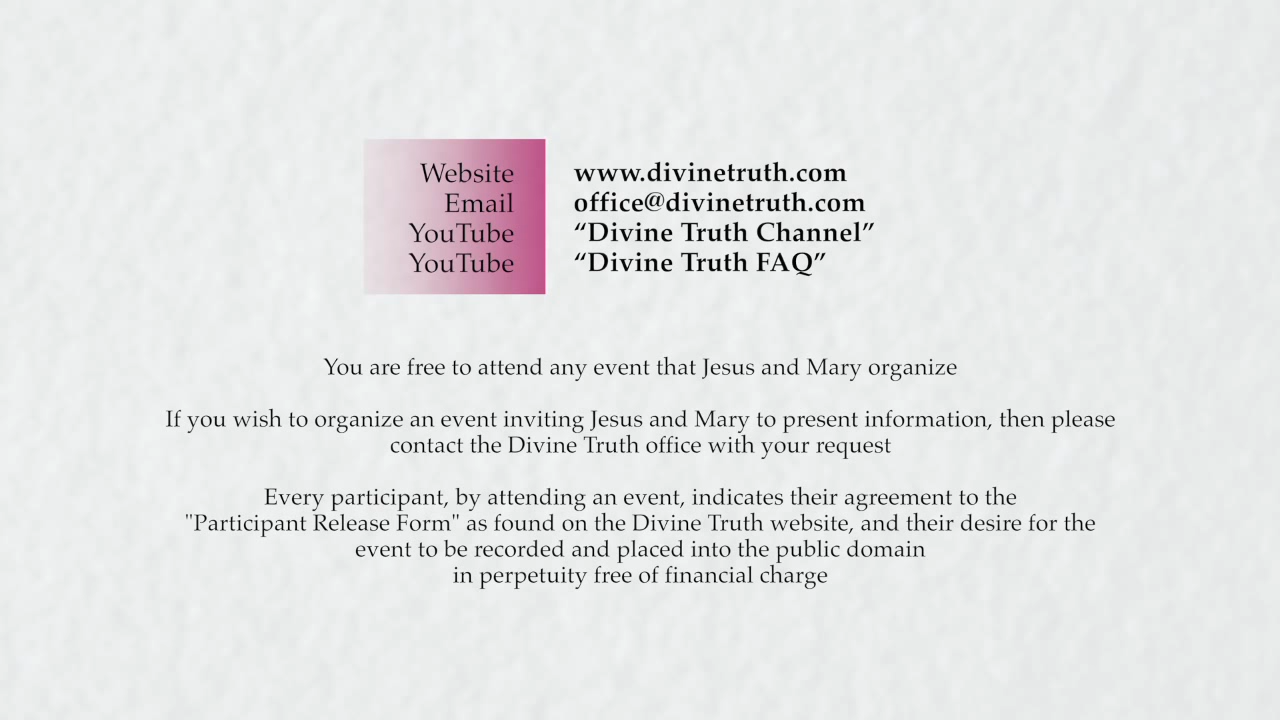 Website www.divinetruth.com
Email office@divinetruth.com
YouTube “Divine Truth Channel”
YouTube “Divine Truth FAQ”
You are free to attend any event that Jesus and Mary organize
If you wish to organize an event inviting Jesus and Mary to present information, then please
contact the Divine Truth office with your request
Every participant, by attending an event, indicates their agreement to the
"Participant Release Form" as found on the Divine Truth website, and their desire for the
event to be recorded and placed into the public domain
in perpetuity free of financial charge